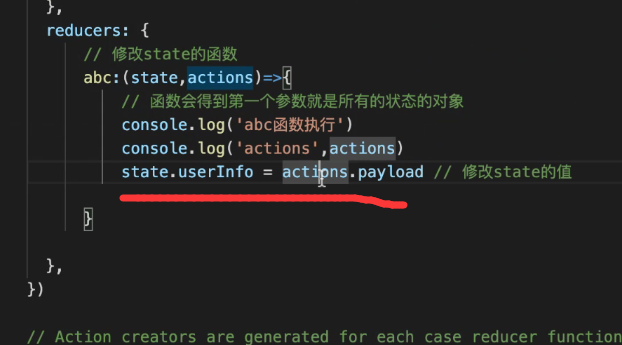 },
reducers: {
// 修改state的函数
abc:(state,actions)=>{
// 函数会得到第一个参数就是所有的状态的对象
console.log('abc函数执行')
console.log('actions',actions)
state.userInfo = actions.payload // 修改state的值
}
},
})
// Action creators are generated for each case reducer function